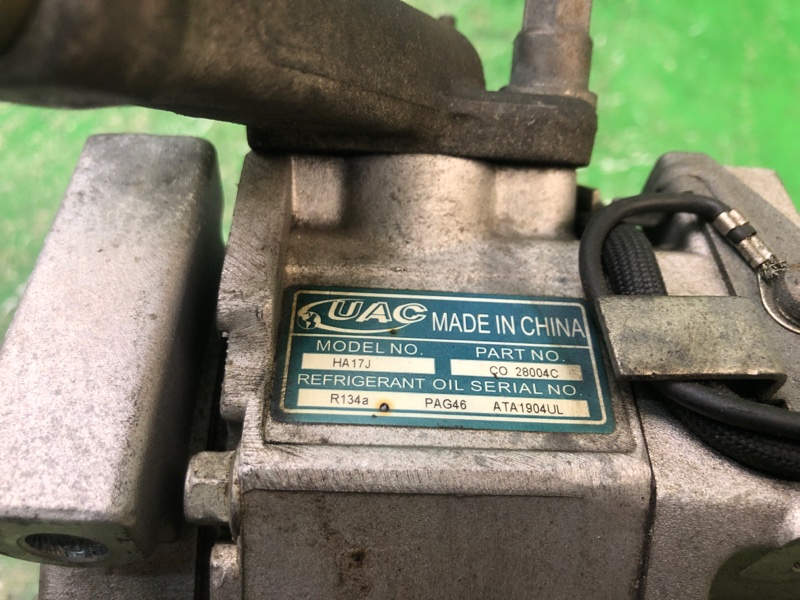 UAC MADE IN CHINA
MODEL NO. PART NO.
HA17J CO 28004C
REFRIGERANT OIL SERIAL NO.
R134a PAG46 ATA1904UL